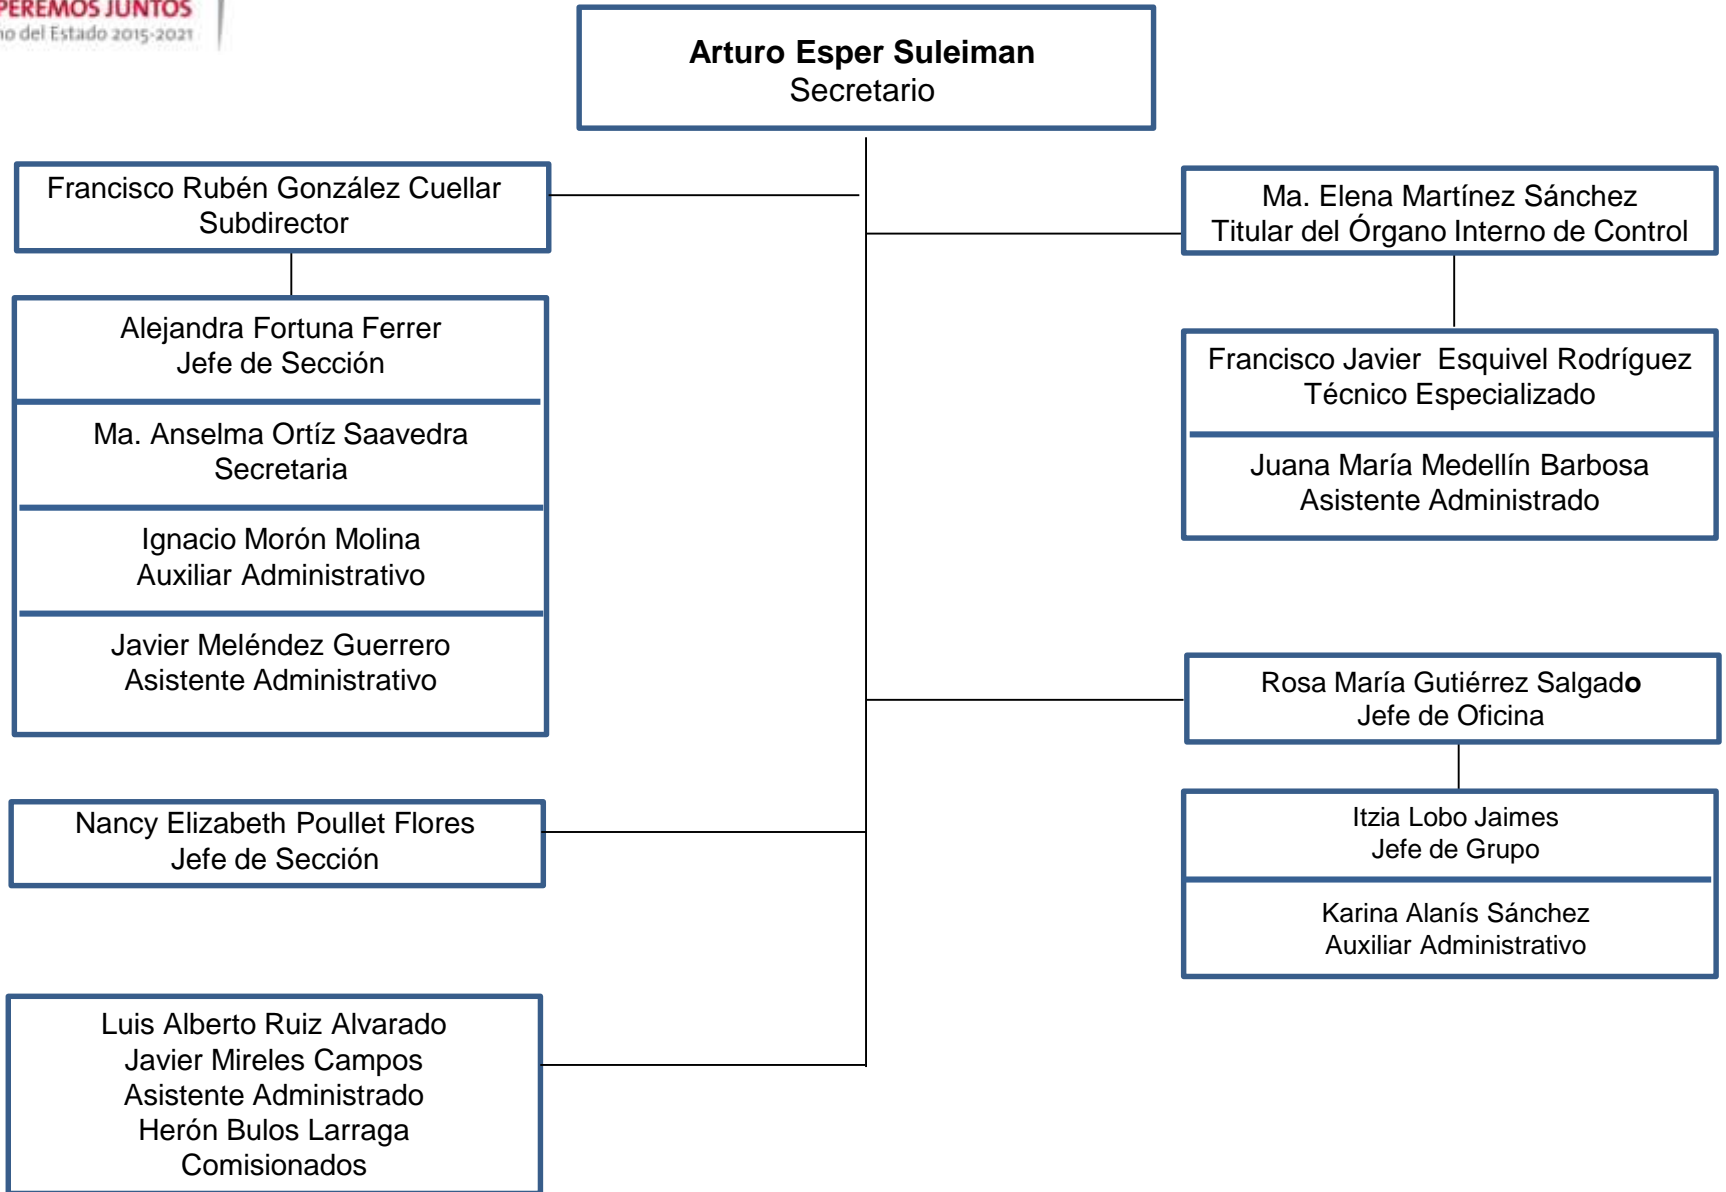 PEREMOS JUNTOS
no del Estado 2015-2021
Arturo Esper Suleiman
Secretario
Francisco Rubén González Cuellar
Subdirector
Alejandra Fortuna Ferrer
Jefe de Sección
Ma. Anselma Ortíz Saavedra
Secretaria
Ignacio Morón Molina
Auxiliar Administrativo
Javier Meléndez Guerrero
Asistente Administrativo
Nancy Elizabeth Poullet Flores
Jefe de Sección
Luis Alberto Ruiz Alvarado
Javier Mireles Campos
Asistente Administrado
Herón Bulos Larraga
Comisionados
Ma. Elena Martínez Sánchez
Titular del Órgano Interno de Control
Francisco Javier  Esquivel Rodríguez
Técnico Especializado
Juana María Medellín Barbosa
Asistente Administrado
Rosa María Gutiérrez Salgado
Jefe de Oficina
Itzia Lobo Jaimes
Jefe de Grupo
Karina Alanís Sánchez
Auxiliar Administrativo